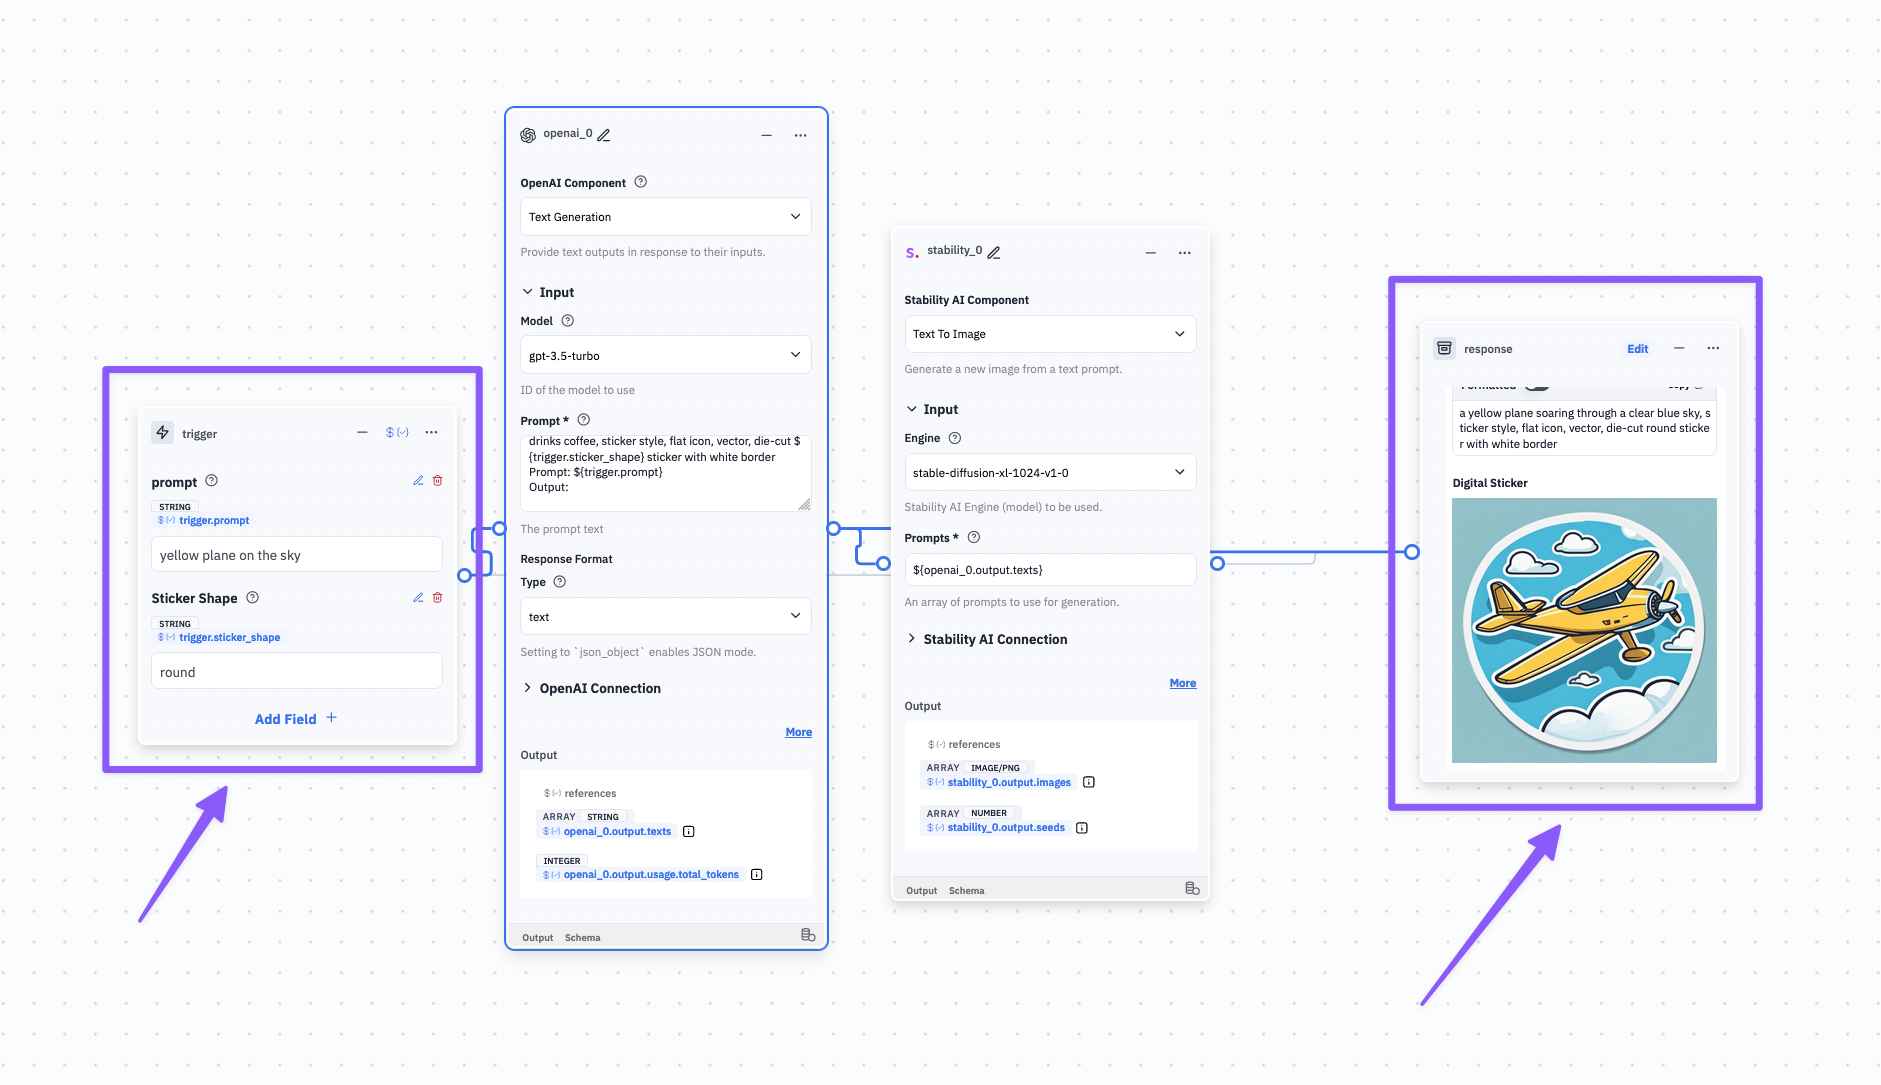 trigger
prompt
STRING
trigger.prompt
yellow plane on the sky
Sticker Shape
STRING
trigger.sticker_shape
round
Add Field +
openai_0
OpenAI Component
Text Generation
Provide text outputs in response to their inputs.
Input
Model
gpt-3.5-turbo
ID of the model to use
Prompt *
drinks coffee, sticker style, flat icon, vector, die-cut $
{trigger.sticker_shape} sticker with white border
Prompt: ${trigger.prompt}
Output:
The prompt text
Response Format
Type
text
Setting to `json_object` enables JSON mode.
OpenAI Connection
More
Output
references
ARRAY STRING
openai_0.output.texts
INTEGER
openai_0.output.usage.total_tokens
Output Schema
S. stability_0
Stability AI Component
Text To Image
Generate a new image from a text prompt.
Input
Engine
stable-diffusion-xl-1024-v1-0
Stability AI Engine (model) to be used.
Prompts *
${openai_0.output.texts}
An array of prompts to use for generation.
Stability AI Connection
More
Output
references
ARRAY IMAGE/PNG
stability_0.output.images
ARRAY NUMBER
stability_0.output.seeds
Output Schema
response Edit
Formatted Copy
a yellow plane soaring through a clear blue sky, s
ticker style, flat icon, vector, die-cut round sticke
r with white border
Digital Sticker